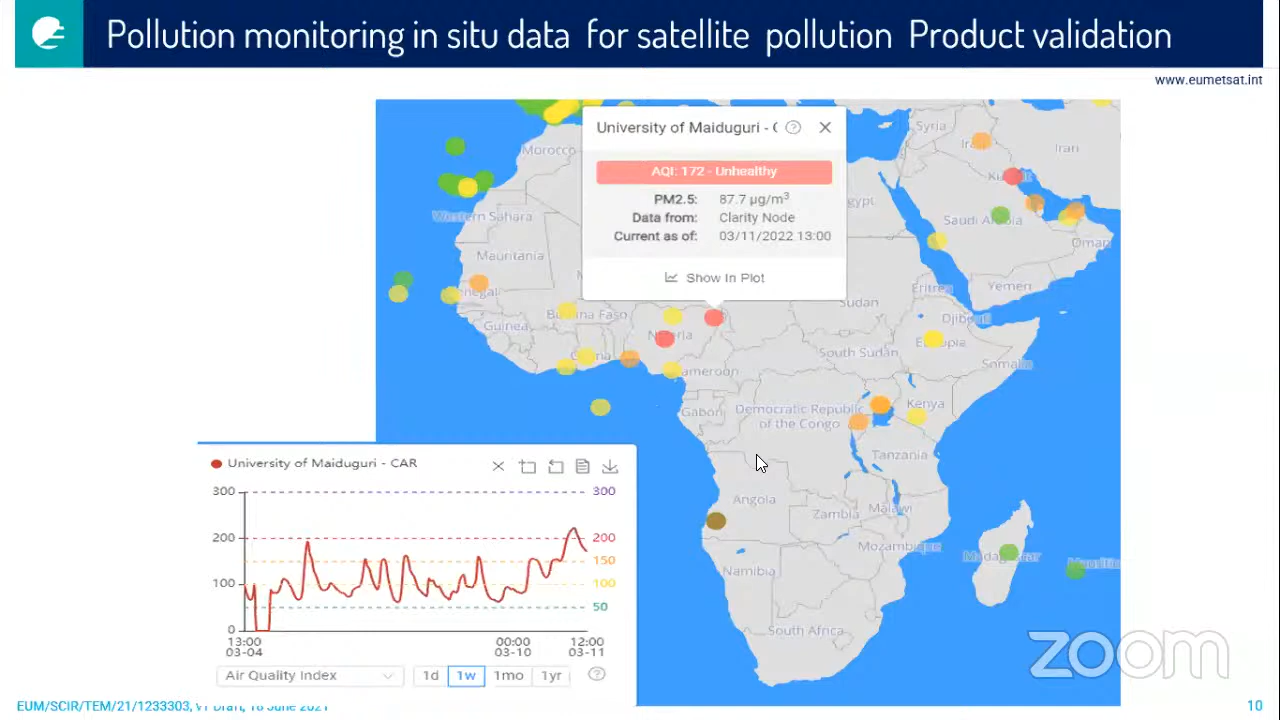 Pollution monitoring in situ data for satellite pollution Product validation
www.eumetsat.int
University of Maiduguri - C
AQI: 172 - Unhealthy
PM2.5: 87.7 µg/m³
Data from: Clarity Node
Current as of: 03/11/2022 13:00
Show In Plot
Morocco
Western Sahara
Mauritania
Senegal
Guinea
Burkina Faso
Ghana
Nigeria
Cameroon
Gabon
Democratic Republic
of the Congo
Angola
Namibia
South Africa
Zambia
Malawi
Mozambique
Madagascar
Tanzania
Kenya
Ethiopia
Somalia
South Sudan
Sudan
Eritrea
Djibouti
Yemen
Oman
Saudi Arabia
Kuwait
Iraq
Iran
Syria
gypt
University of Maiduguri - CAR
300
200
100
0
300
200
150
100
50
13:00
03-04
00:00
03-10
12:00
03-11
Air Quality Index
1d 1w 1mo 1yr
zoom
EUM/SCIR/TEM/21/1233303, v1 Draft, 18 June 2021
10